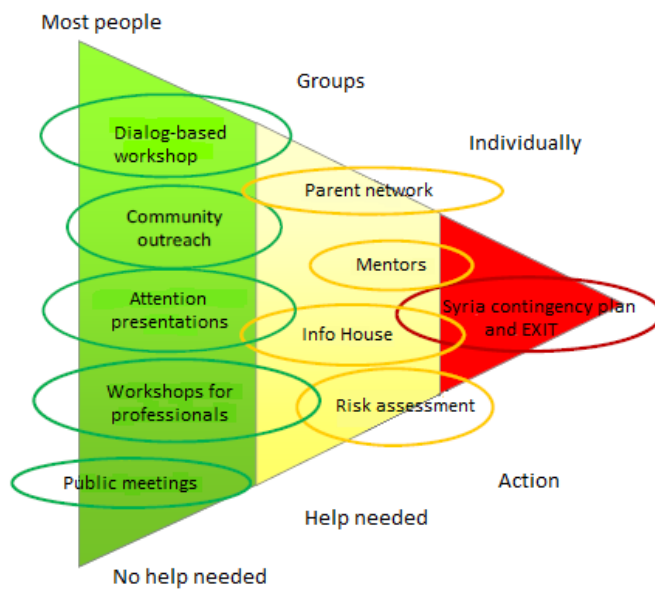 Most people
Groups
Individually
Dialog-based
workshop
Parent network
Community
outreach
Mentors
Attention
presentations
Syria contingency plan
and EXIT
Info House
Workshops for
professionals
Risk assessment
Public meetings
Action
Help needed
No help needed